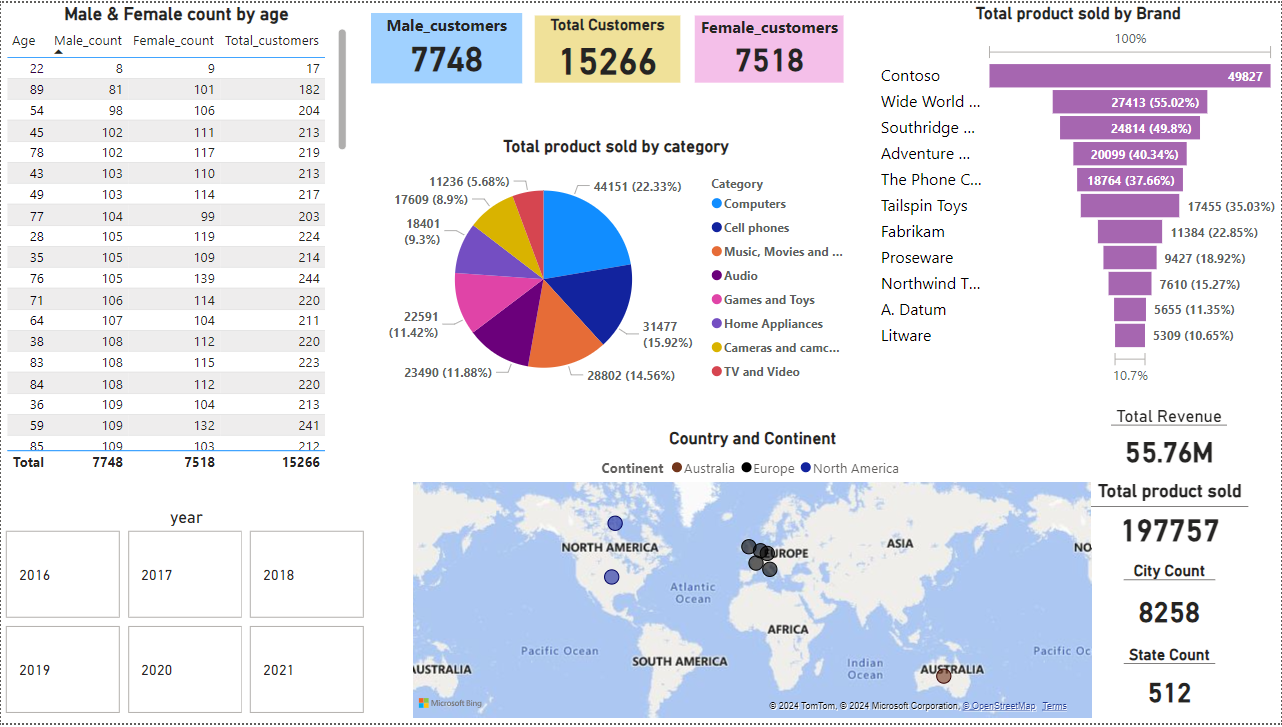 Male & Female count by age
Age Male_count Female_count Total_customers
22 8 9 17
89 81 101 182
54 98 106 204
45 102 111 213
78 102 117 219
43 103 110 213
49 103 114 217
77 104 99 203
28 105 119 224
35 105 109 214
76 105 139 244
71 106 114 220
64 107 104 211
38 108 112 220
83 108 115 223
84 108 112 220
36 109 104 213
59 109 132 241
85 109 103 212
Total 7748 7518 15266
year
2016 2017 2018
2019 2020 2021
Male_customers
7748
Total Customers
15266
Female_customers
7518
Total product sold by category
44151 (22.33%)
31477
(15.92%)
28802 (14.56%)
23490 (11.88%)
22591
(11.42%)
18401
(9.3%)
17609 (8.9%)
11236 (5.68%)
Category
Computers
Cell phones
Music, Movies and ...
Audio
Games and Toys
Home Appliances
Cameras and camc...
TV and Video
Total product sold by Brand
100%
Contoso 49827
Wide World ... 27413 (55.02%)
Southridge ... 24814 (49.8%)
Adventure ... 20099 (40.34%)
The Phone C... 18764 (37.66%)
Tailspin Toys 17455 (35.03%)
Fabrikam 11384 (22.85%)
Proseware 9427 (18.92%)
Northwind T... 7610 (15.27%)
A. Datum 5655 (11.35%)
Litware 5309 (10.65%)
10.7%
Country and Continent
Continent Australia Europe North America
NORTH AMERICA
EUROPE
ASIA
NO
Atlantic
Ocean
AFRICA
Pacific Ocean
SOUTH AMERICA
Indian
Ocean
Pacific Oc
AUSTRALIA
AUSTRALIA
Microsoft Bing
© 2024 TomTom, © 2024 Microsoft Corporation, © OpenStreetMap Terms
Total Revenue
55.76M
Total product sold
197757
City Count
8258
State Count
512